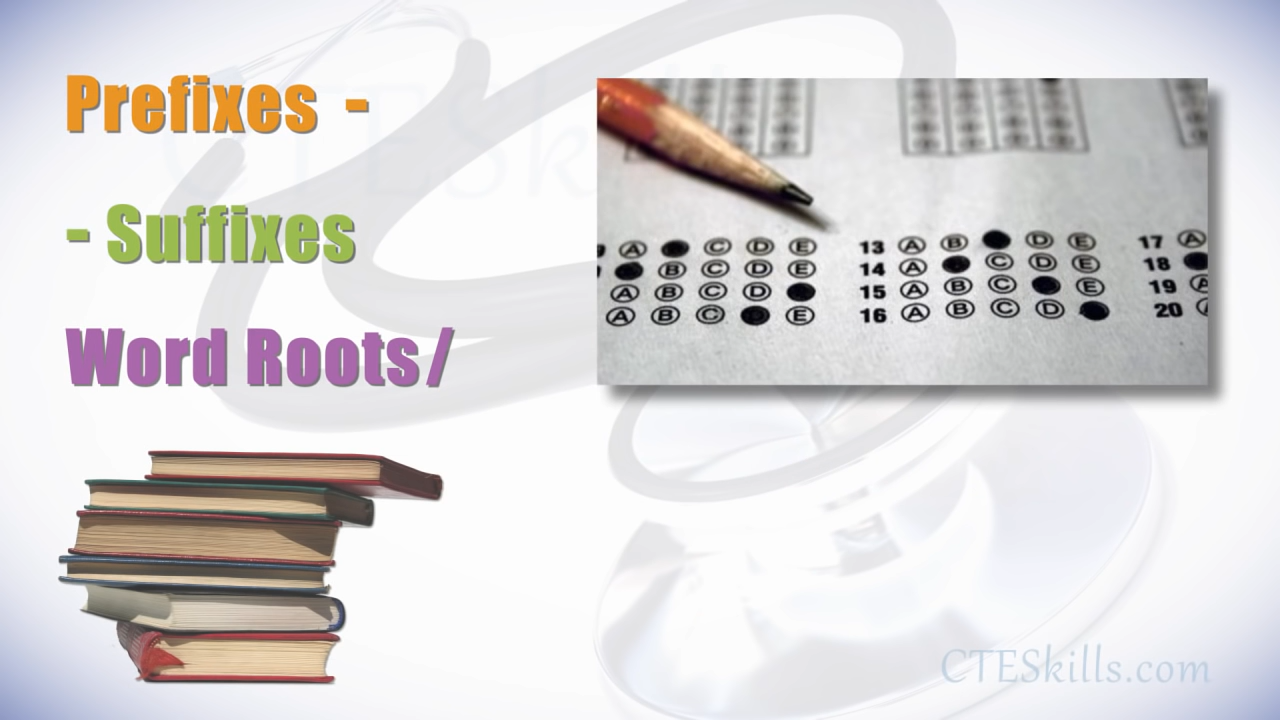 Prefixes -
- Suffixes
Word Roots/
A C D E 13 A B D E 17 A
B C D E 14 A C D E 18
A B C D 15 A B C E 19 A
A B C E 16 A B C D 20
CTESkills.com